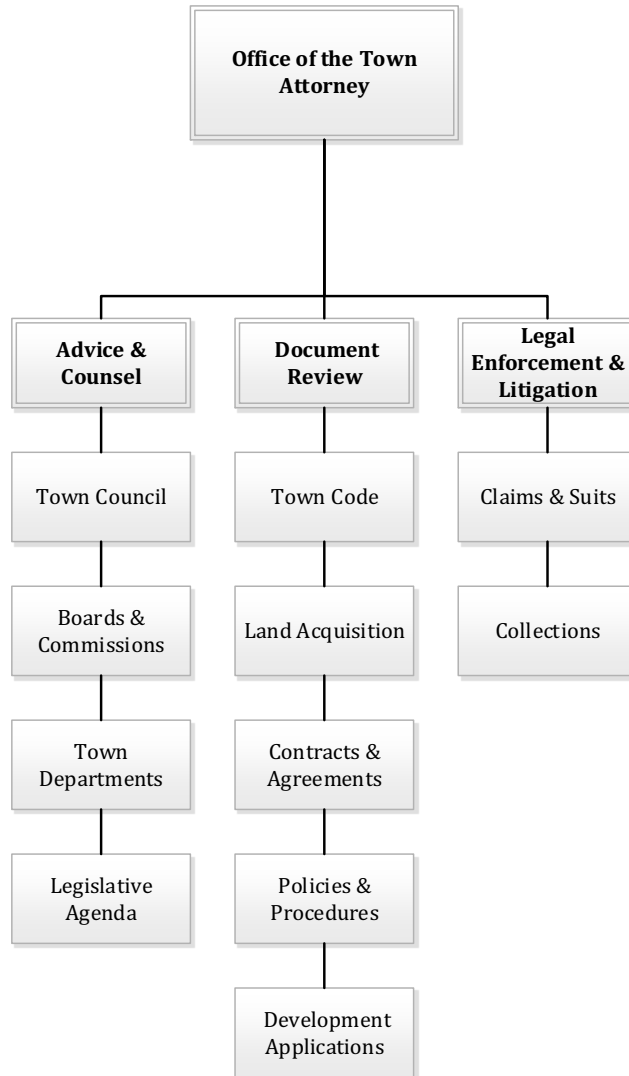 Office of the Town
Attorney
Advice &
Counsel
Document
Review
Legal
Enforcement &
Litigation
Town Council
Town Code
Claims & Suits
Boards &
Commissions
Land Acquisition
Collections
Town
Departments
Contracts &
Agreements
Legislative
Agenda
Policies &
Procedures
Development
Applications